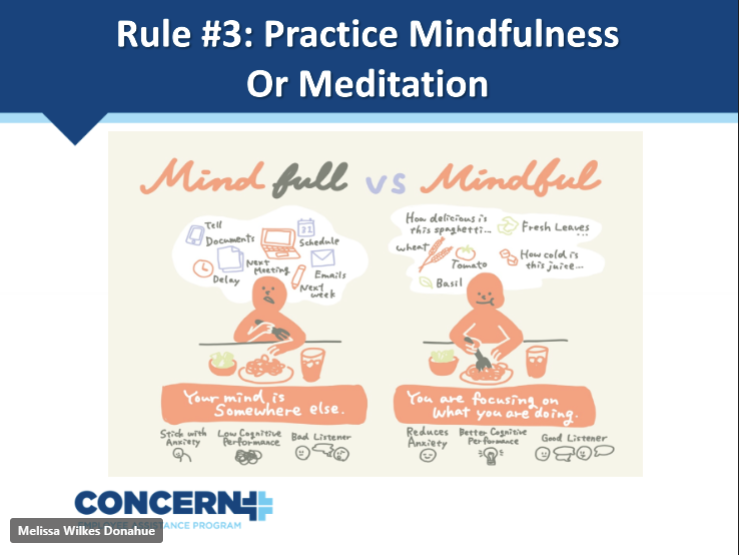 Rule #3: Practice Mindfulness
Or Meditation
Mind full vs Mindful
Tell
Documents
31
Schedule
Next
Meeting
Delay
Emails
Next
week
How delicious is
this spaghetti...
Fresh Leaves
...
wheat
Tomato
How cold is
this juice...
Basil
Your mind is
Somewhere else.
You are focusing on
what you are doing.
Stick with
Anxiety
Low Cognitive
Performance
Bad Listener
Reduces
Anxiety
Better Cognitive
Performance
Good Listener
CONCERN
ANCE PROGRAM
Melissa Wilkes Donahue